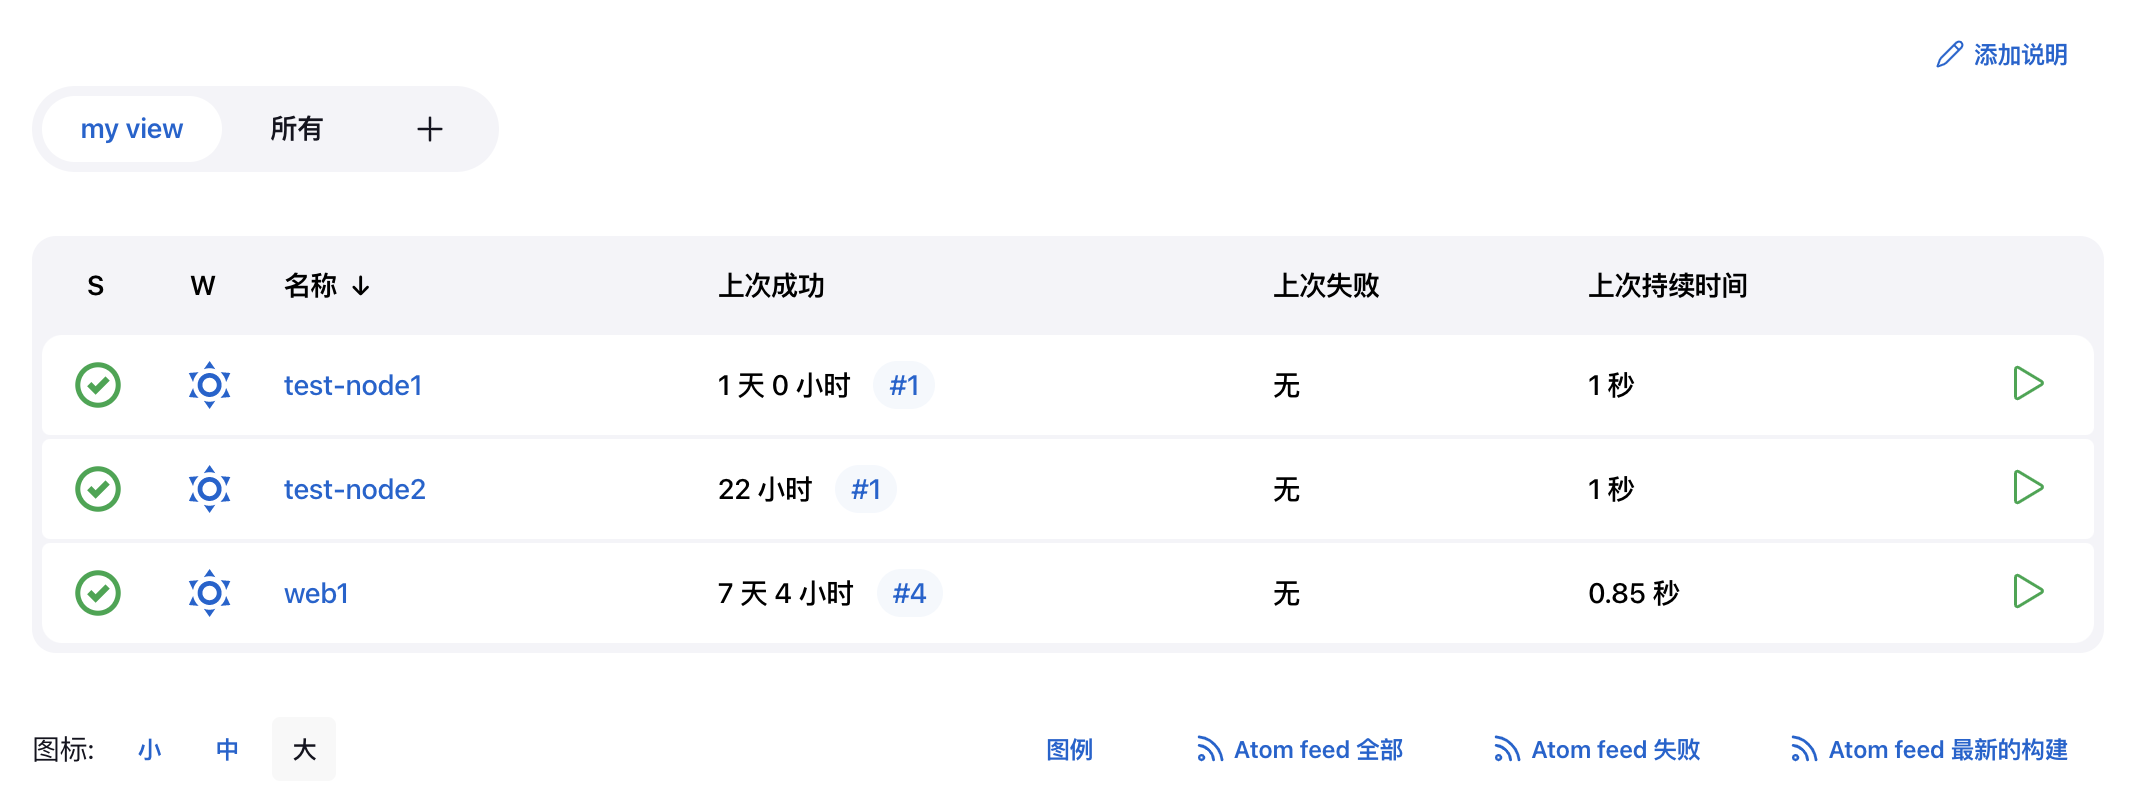 添加说明
my view 所有
S W 名称 ↓ 上次成功 上次失败 上次持续时间
test-node1 1 天 0 小时 #1 无 1 秒
test-node2 22 小时 #1 无 1 秒
web1 7 天 4 小时 #4 无 0.85 秒
图标: 小 中 大 图例 Atom feed 全部 Atom feed 失败 Atom feed 最新的构建